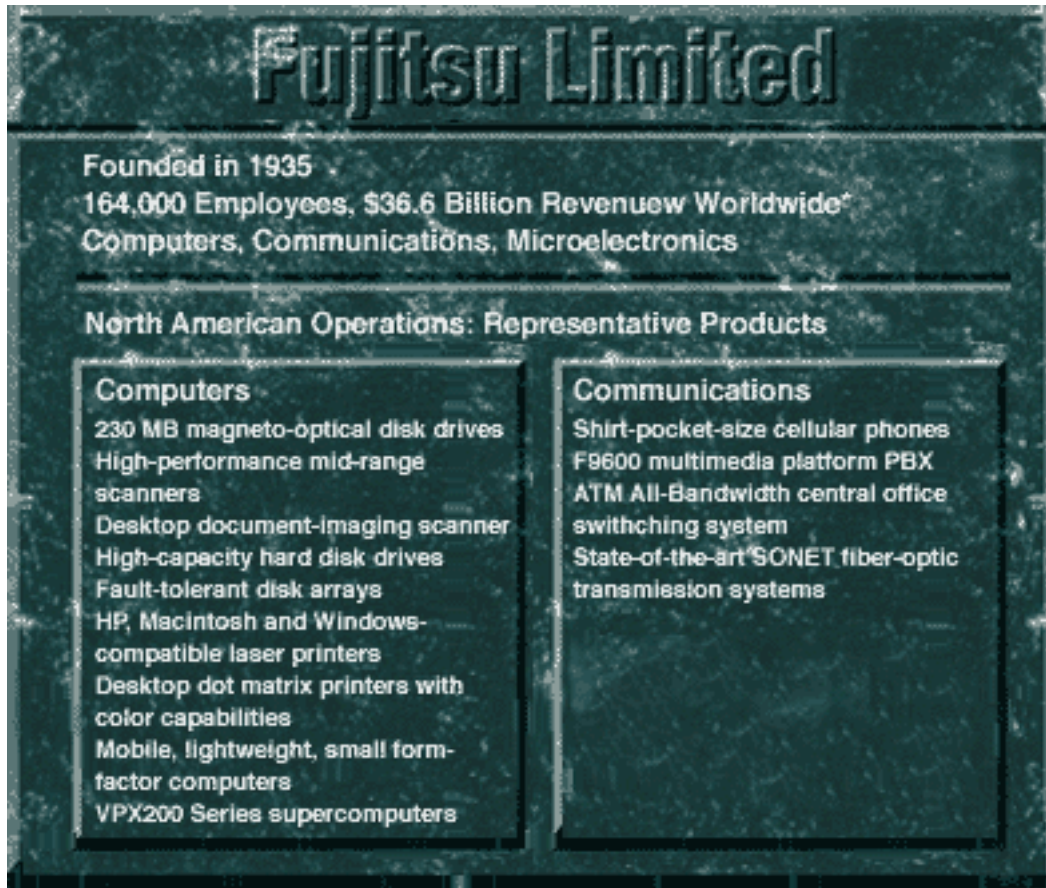 Fujitsu Limited
Founded in 1935
164,000 Employees, $36.6 Billion Revenuew Worldwide*
Computers, Communications, Microelectronics
North American Operations: Representative Products
Computers
230 MB magneto-optical disk drives
High-performance mid-range
scanners
Desktop document-imaging scanner
High-capacity hard disk drives
Fault-tolerant disk arrays
HP, Macintosh and Windows-
compatible laser printers
Desktop dot matrix printers with
color capabilities
Mobile, lightweight, small form-
factor computers
VPX200 Series supercomputers
Communications
Shirt-pocket-size cellular phones
F9600 multimedia platform PBX
ATM All-Bandwidth central office
swithching system
State-of-the-art SONET fiber-optic
transmission systems